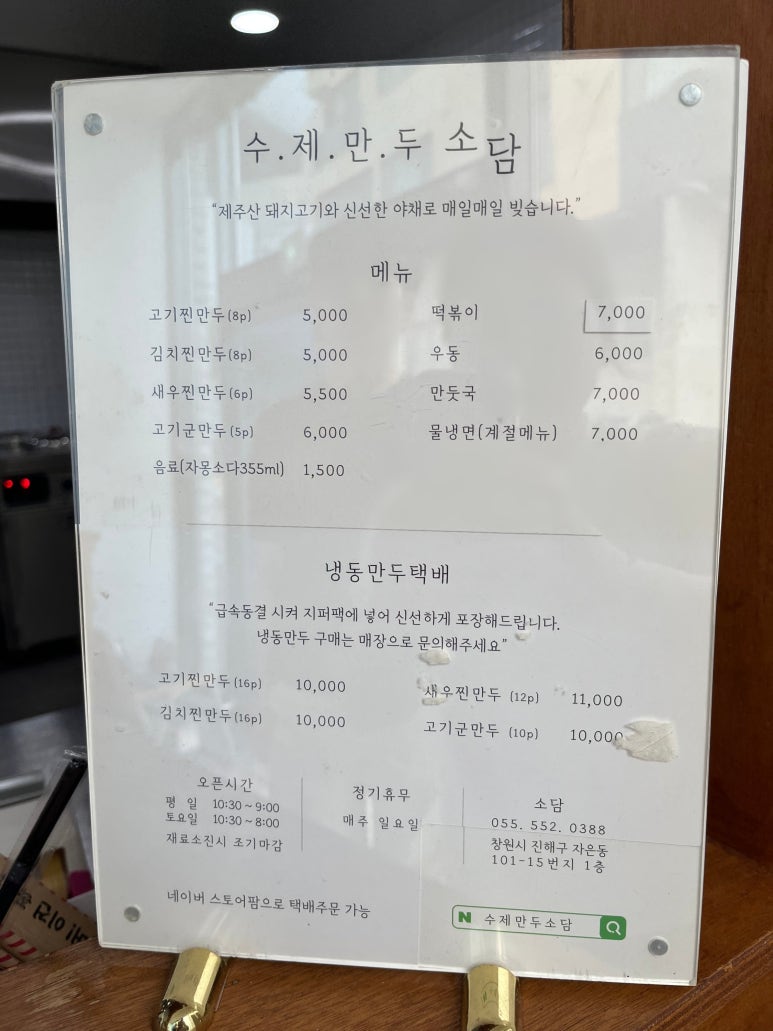 수.제.만.두 소담
“제주산 돼지고기와 신선한 야채로 매일매일 빚습니다.”
메뉴
고기찐만두(8p) 5,000
김치찐만두(8p) 5,000
새우찐만두(6p) 5,500
고기군만두(5p) 6,000
음료(자몽소다355ml) 1,500
떡볶이 7,000
우동 6,000
만둣국 7,000
물냉면(계절메뉴) 7,000
냉동만두택배
“급속동결 시켜 지퍼팩에 넣어 신선하게 포장해드립니다.
냉동만두 구매는 매장으로 문의해주세요”
고기찐만두(16p) 10,000
김치찐만두(16p) 10,000
새우찐만두 (12p) 11,000
고기군만두 (10p) 10,000
오픈시간
평 일 10:30~9:00
토요일 10:30~8:00
재료소진시 조기마감
정기휴무
매주 일요일
소담
055. 552. 0388
창원시 진해구 자은동
101-15번지 1층
네이버 스토어팜으로 택배주문 가능
N 수제만두소담